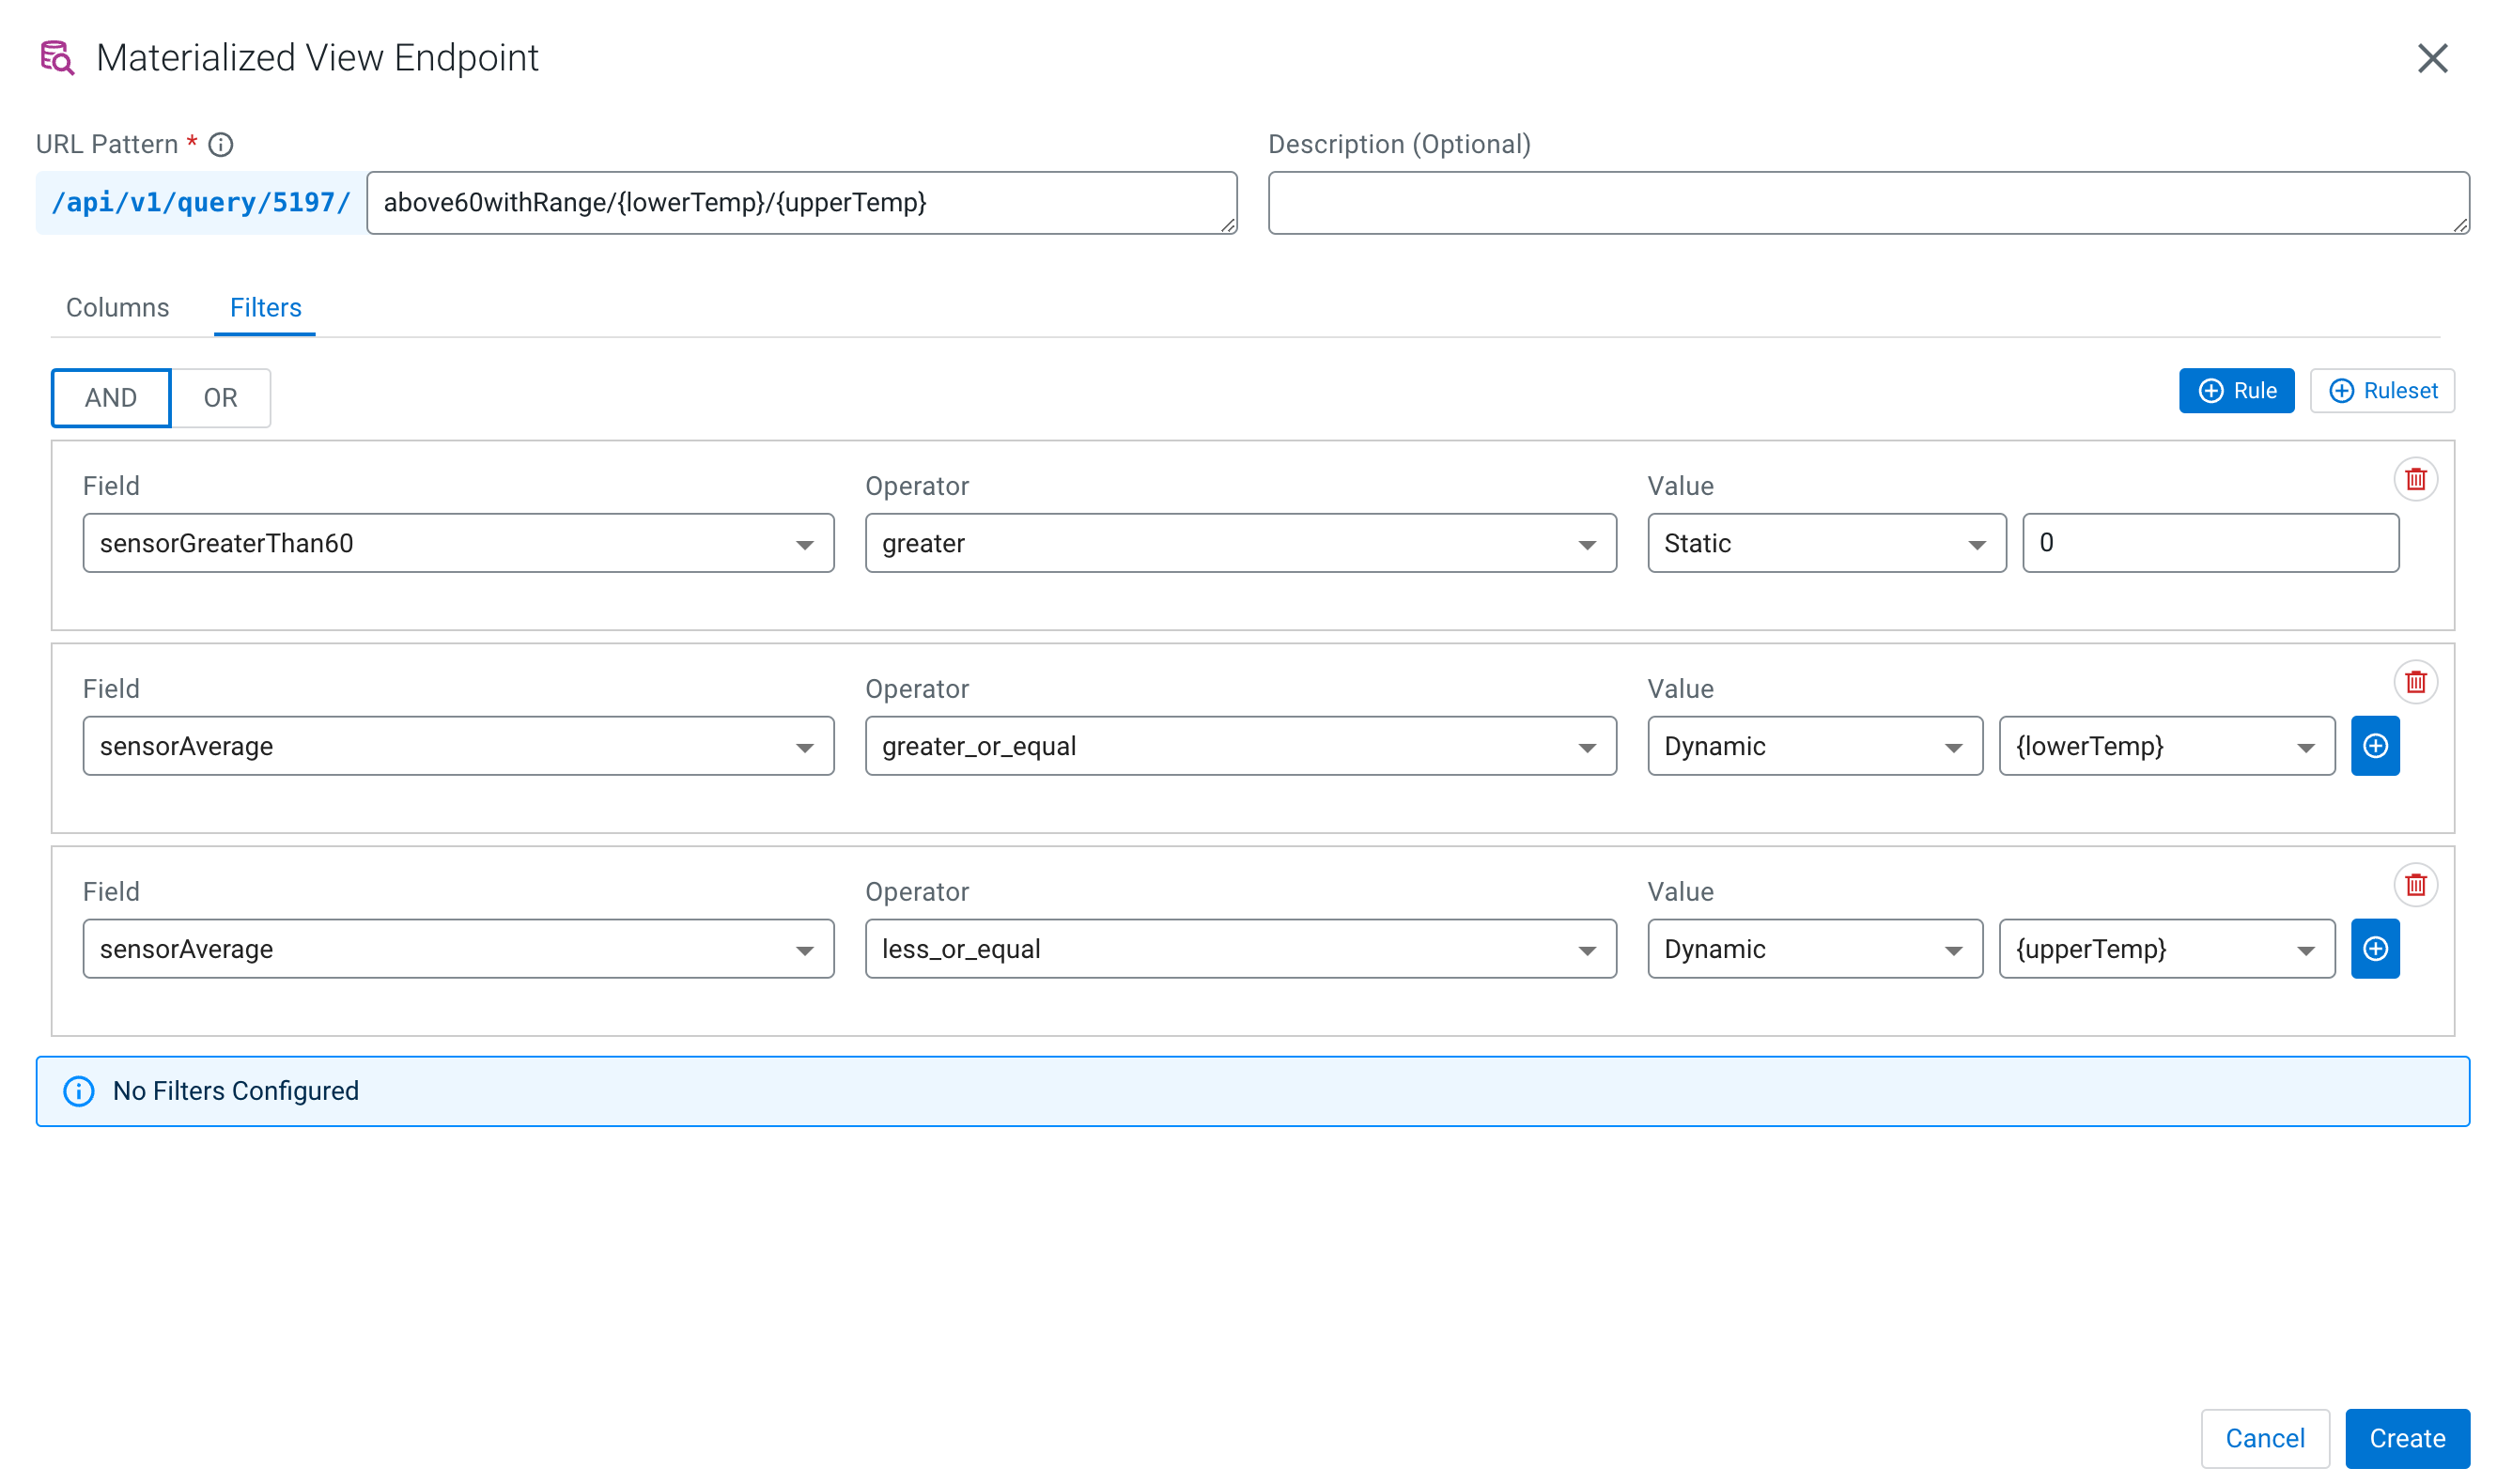 Materialized View Endpoint
URL Pattern * Description (Optional)
/api/v1/query/5197/ above60withRange/{lowerTemp}/{upperTemp}
Columns Filters
AND OR Rule Ruleset
Field Operator Value
sensorGreaterThan60 greater Static 0
Field Operator Value
sensorAverage greater_or_equal Dynamic {lowerTemp}
Field Operator Value
sensorAverage less_or_equal Dynamic {upperTemp}
No Filters Configured
Cancel Create